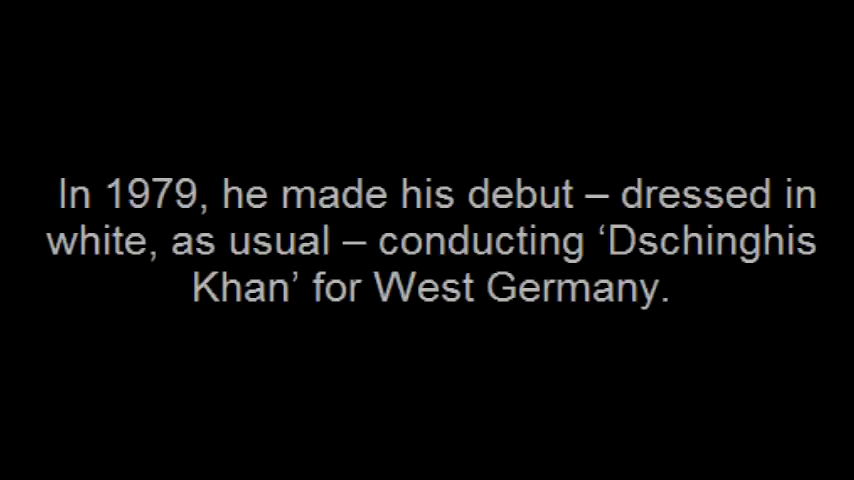 In 1979, he made his debut – dressed in
white, as usual – conducting ‘Dschinghis
Khan’ for West Germany.